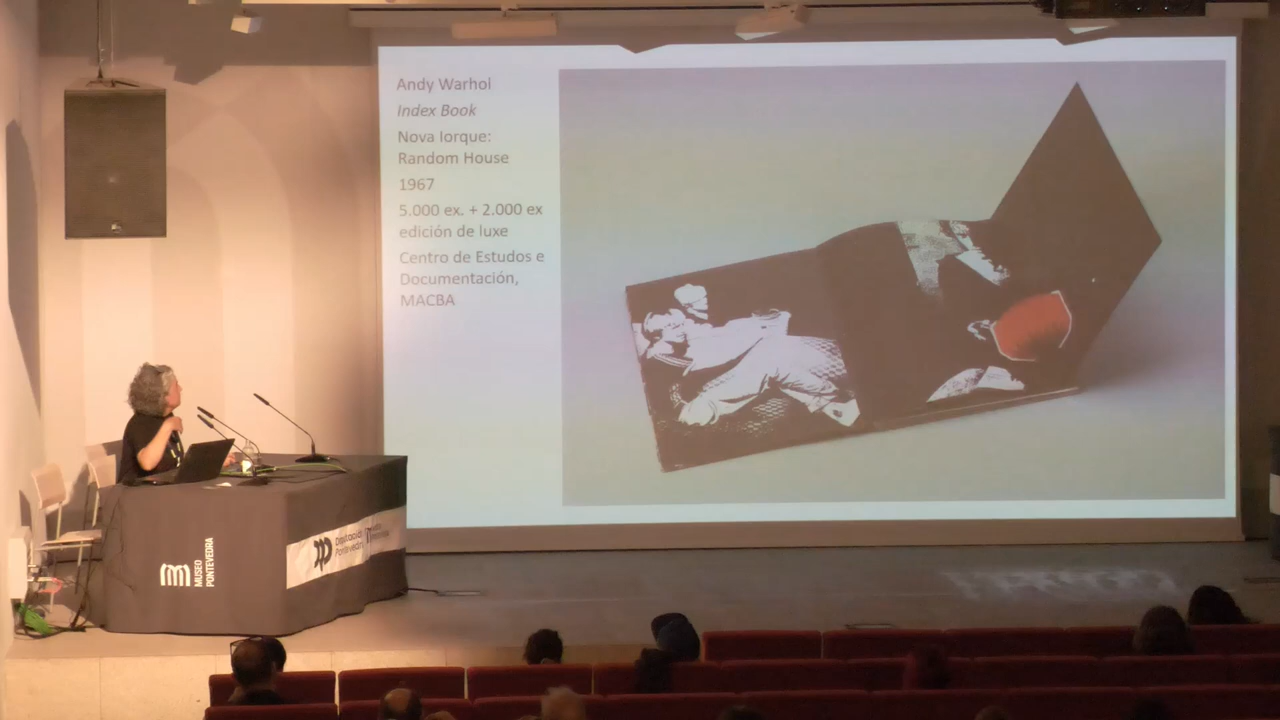 Andy Warhol
Index Book
Nova Iorque:
Random House
1967
5.000 ex. + 2.000 ex
edición de luxe
Centro de Estudos e
Documentación,
MACBA
MUSEO
PONTEVEDRA
Deputación
Pontevedra